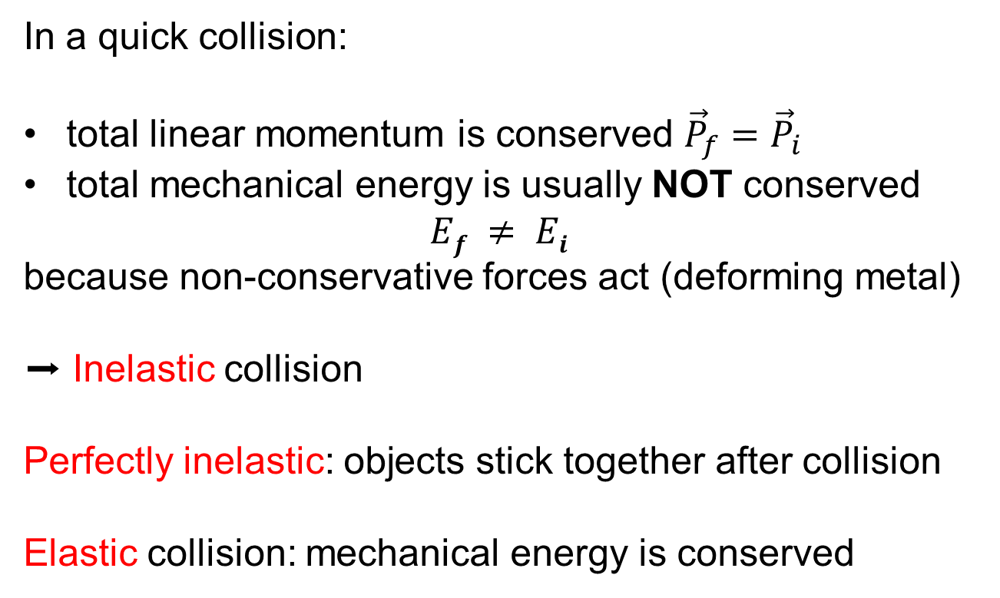 In a quick collision:
• total linear momentum is conserved $\vec{P}_f = \vec{P}_i$
• total mechanical energy is usually NOT conserved
$E_f \neq E_i$
because non-conservative forces act (deforming metal)
→ Inelastic collision
Perfectly inelastic: objects stick together after collision
Elastic collision: mechanical energy is conserved